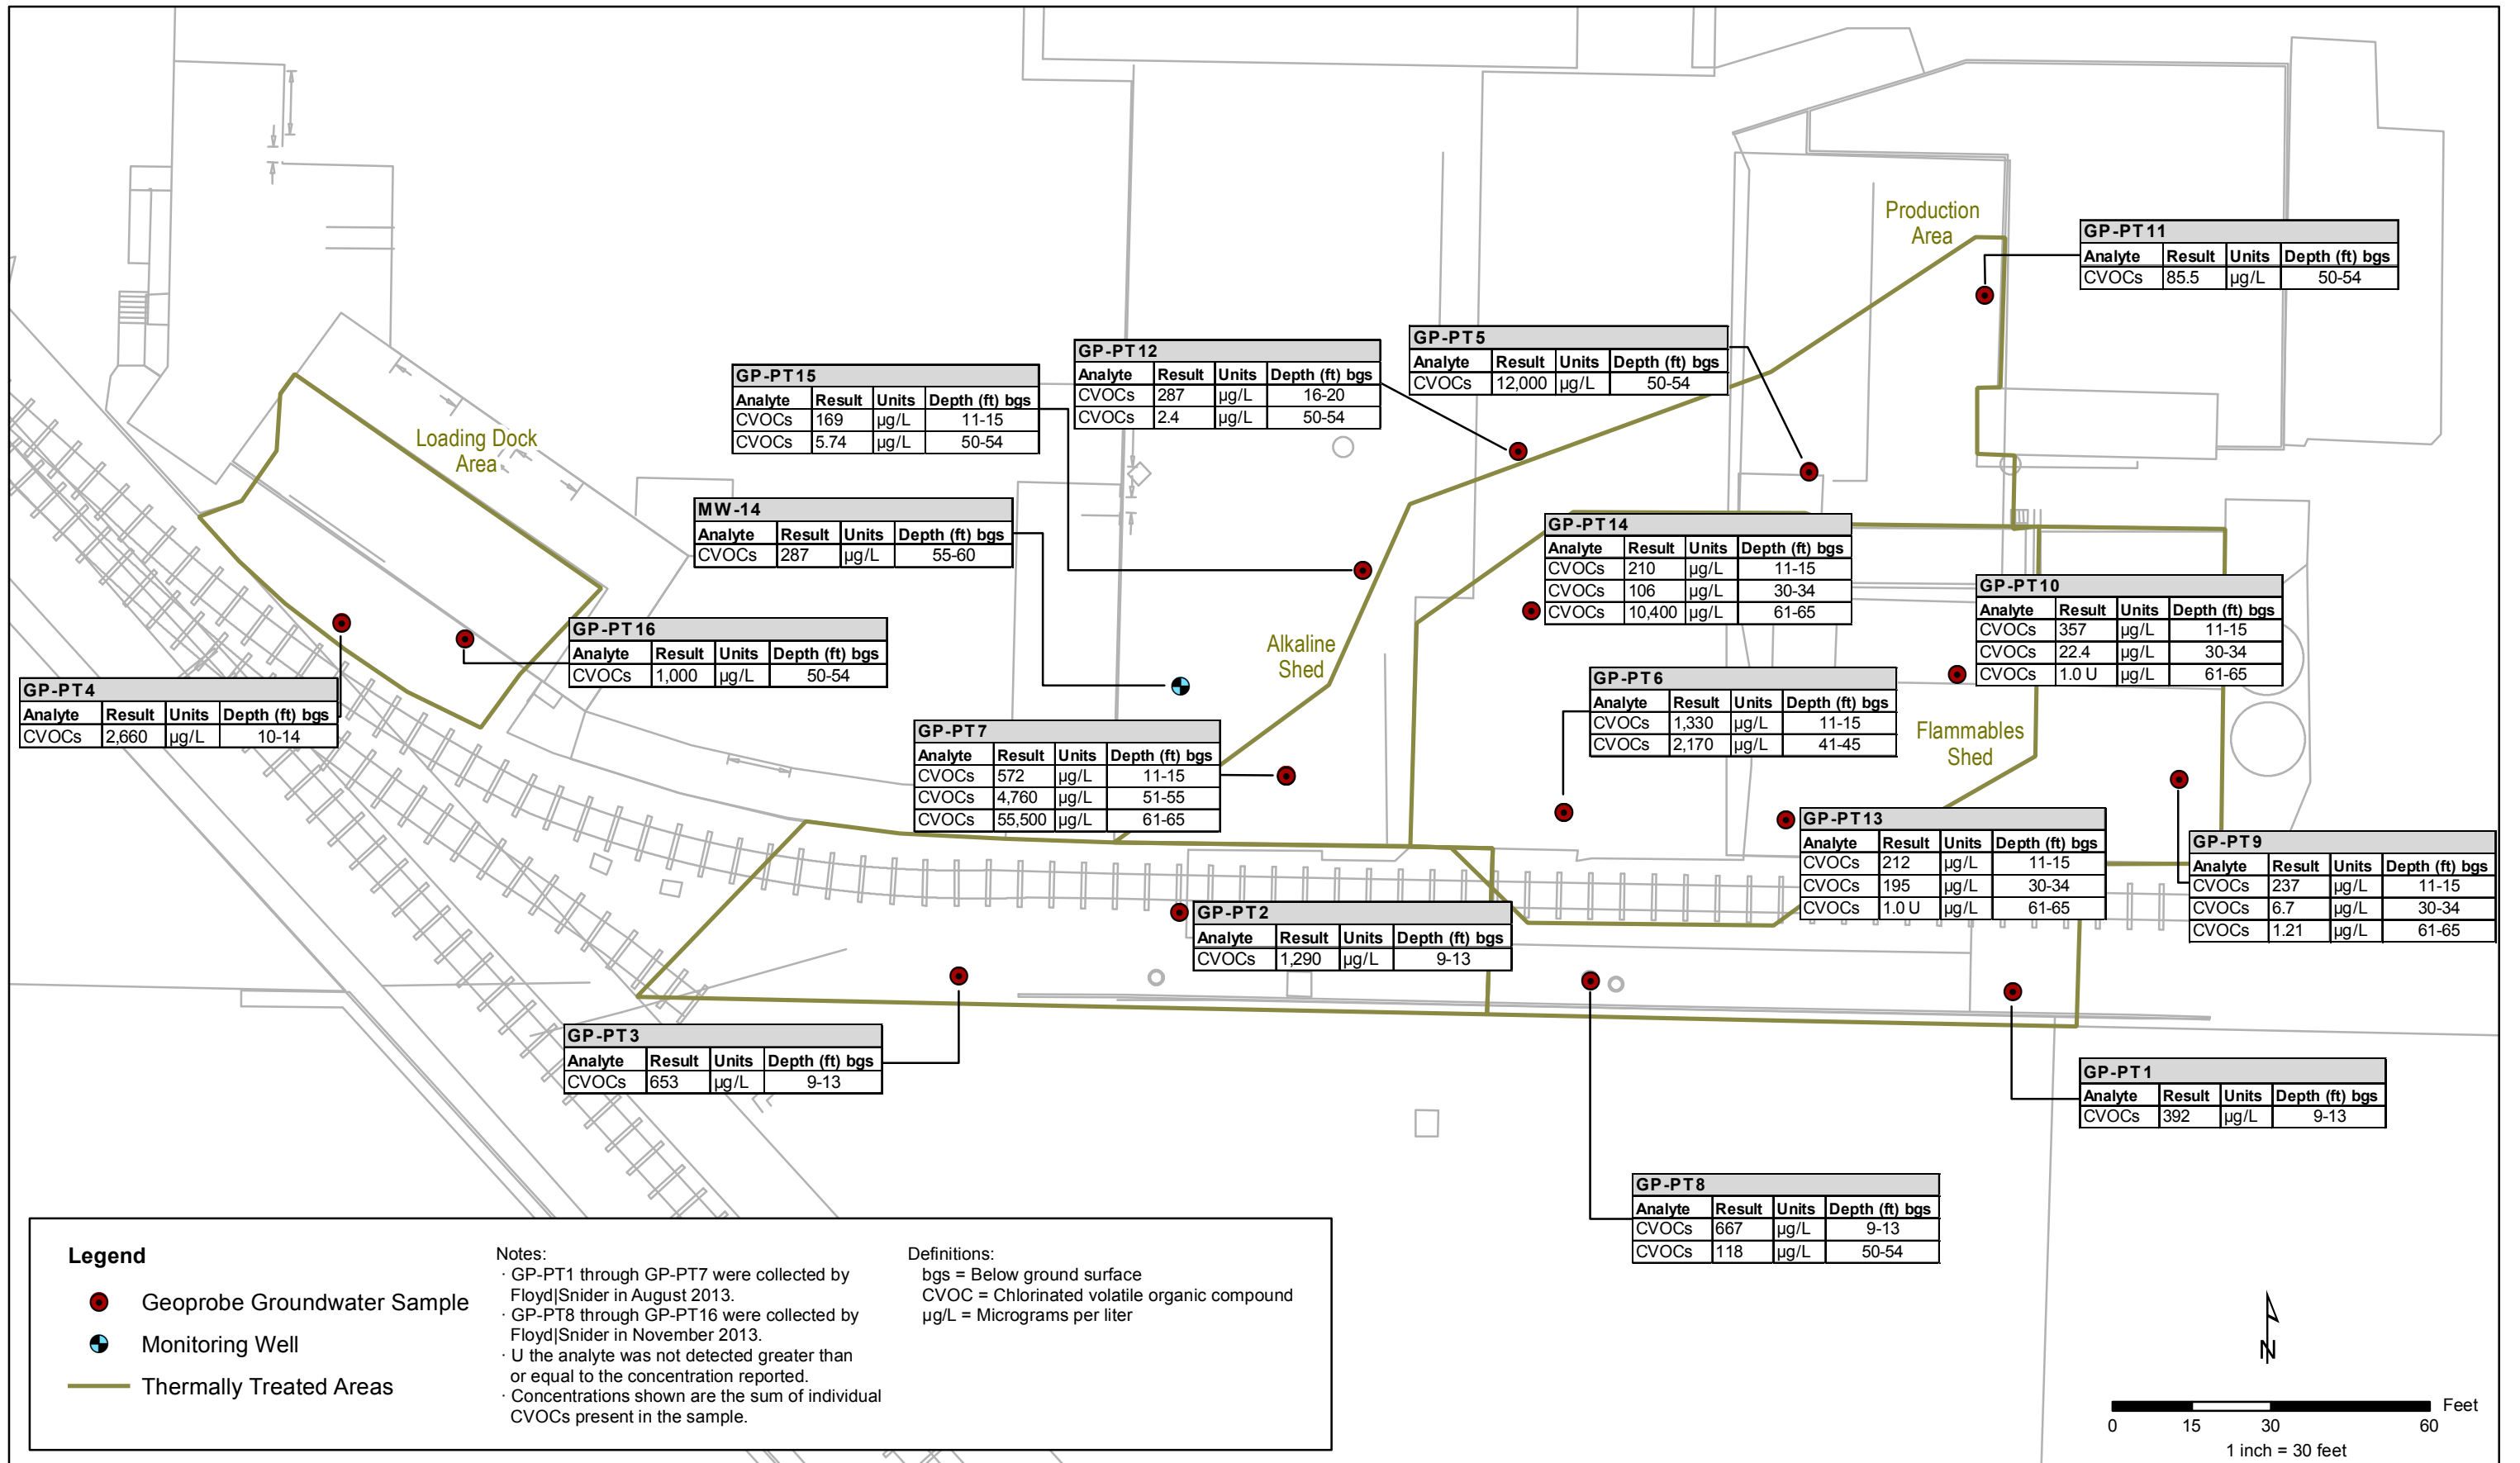 Production
Area
GP-PT11
Analyte Result Units Depth (ft) bgs
CVOCs 85.5 µg/L 50-54
GP-PT5
Analyte Result Units Depth (ft) bgs
CVOCs 12,000 µg/L 50-54
GP-PT12
Analyte Result Units Depth (ft) bgs
CVOCs 287 µg/L 16-20
CVOCs 2.4 µg/L 50-54
GP-PT15
Analyte Result Units Depth (ft) bgs
CVOCs 169 µg/L 11-15
CVOCs 5.74 µg/L 50-54
Loading Dock
Area
MW-14
Analyte Result Units Depth (ft) bgs
CVOCs 287 µg/L 55-60
GP-PT14
Analyte Result Units Depth (ft) bgs
CVOCs 210 µg/L 11-15
CVOCs 106 µg/L 30-34
CVOCs 10,400 µg/L 61-65
GP-PT10
Analyte Result Units Depth (ft) bgs
CVOCs 357 µg/L 11-15
CVOCs 22.4 µg/L 30-34
CVOCs 1.0 U µg/L 61-65
GP-PT16
Analyte Result Units Depth (ft) bgs
CVOCs 1,000 µg/L 50-54
Alkaline
Shed
GP-PT4
Analyte Result Units Depth (ft) bgs
CVOCs 2,660 µg/L 10-14
GP-PT6
Analyte Result Units Depth (ft) bgs
CVOCs 1,330 µg/L 11-15
CVOCs 2,170 µg/L 41-45
Flammables
Shed
GP-PT7
Analyte Result Units Depth (ft) bgs
CVOCs 572 µg/L 11-15
CVOCs 4,760 µg/L 51-55
CVOCs 55,500 µg/L 61-65
GP-PT13
Analyte Result Units Depth (ft) bgs
CVOCs 212 µg/L 11-15
CVOCs 195 µg/L 30-34
CVOCs 1.0 U µg/L 61-65
GP-PT9
Analyte Result Units Depth (ft) bgs
CVOCs 237 µg/L 11-15
CVOCs 6.7 µg/L 30-34
CVOCs 1.21 µg/L 61-65
GP-PT2
Analyte Result Units Depth (ft) bgs
CVOCs 1,290 µg/L 9-13
GP-PT3
Analyte Result Units Depth (ft) bgs
CVOCs 653 µg/L 9-13
GP-PT1
Analyte Result Units Depth (ft) bgs
CVOCs 392 µg/L 9-13
GP-PT8
Analyte Result Units Depth (ft) bgs
CVOCs 667 µg/L 9-13
CVOCs 118 µg/L 50-54
Legend
Geoprobe Groundwater Sample
Monitoring Well
Thermally Treated Areas
Notes:
· GP-PT1 through GP-PT7 were collected by
Floyd|Snider in August 2013.
· GP-PT8 through GP-PT16 were collected by
Floyd|Snider in November 2013.
· U the analyte was not detected greater than
or equal to the concentration reported.
· Concentrations shown are the sum of individual
CVOCs present in the sample.
Definitions:
bgs = Below ground surface
CVOC = Chlorinated volatile organic compound
µg/L = Micrograms per liter
N
Feet
0 15 30 60
1 inch = 30 feet